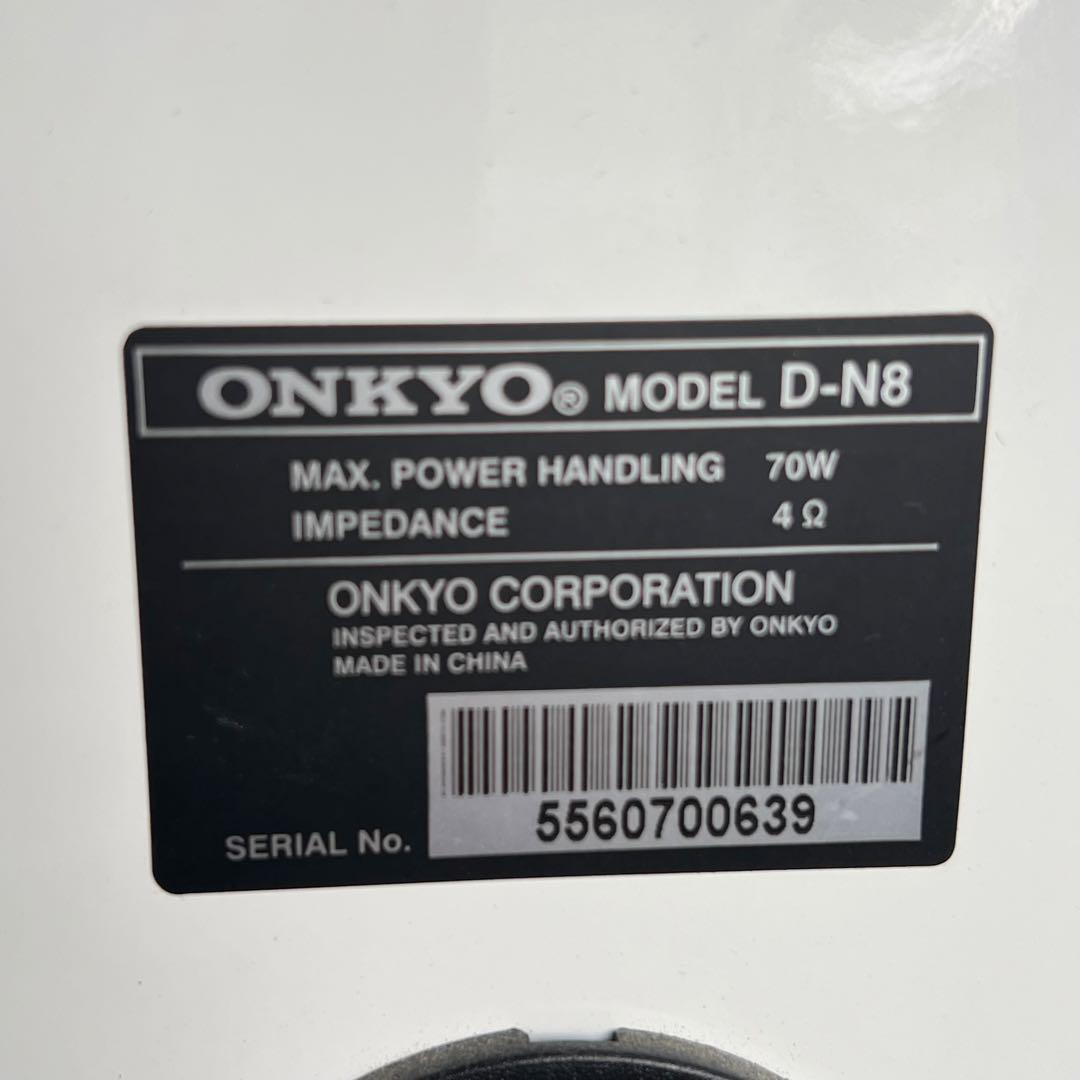 ONKYO® MODEL D-N8
MAX. POWER HANDLING 70W
IMPEDANCE 4 Ω
ONKYO CORPORATION
INSPECTED AND AUTHORIZED BY ONKYO
MADE IN CHINA
SERIAL No. 5560700639